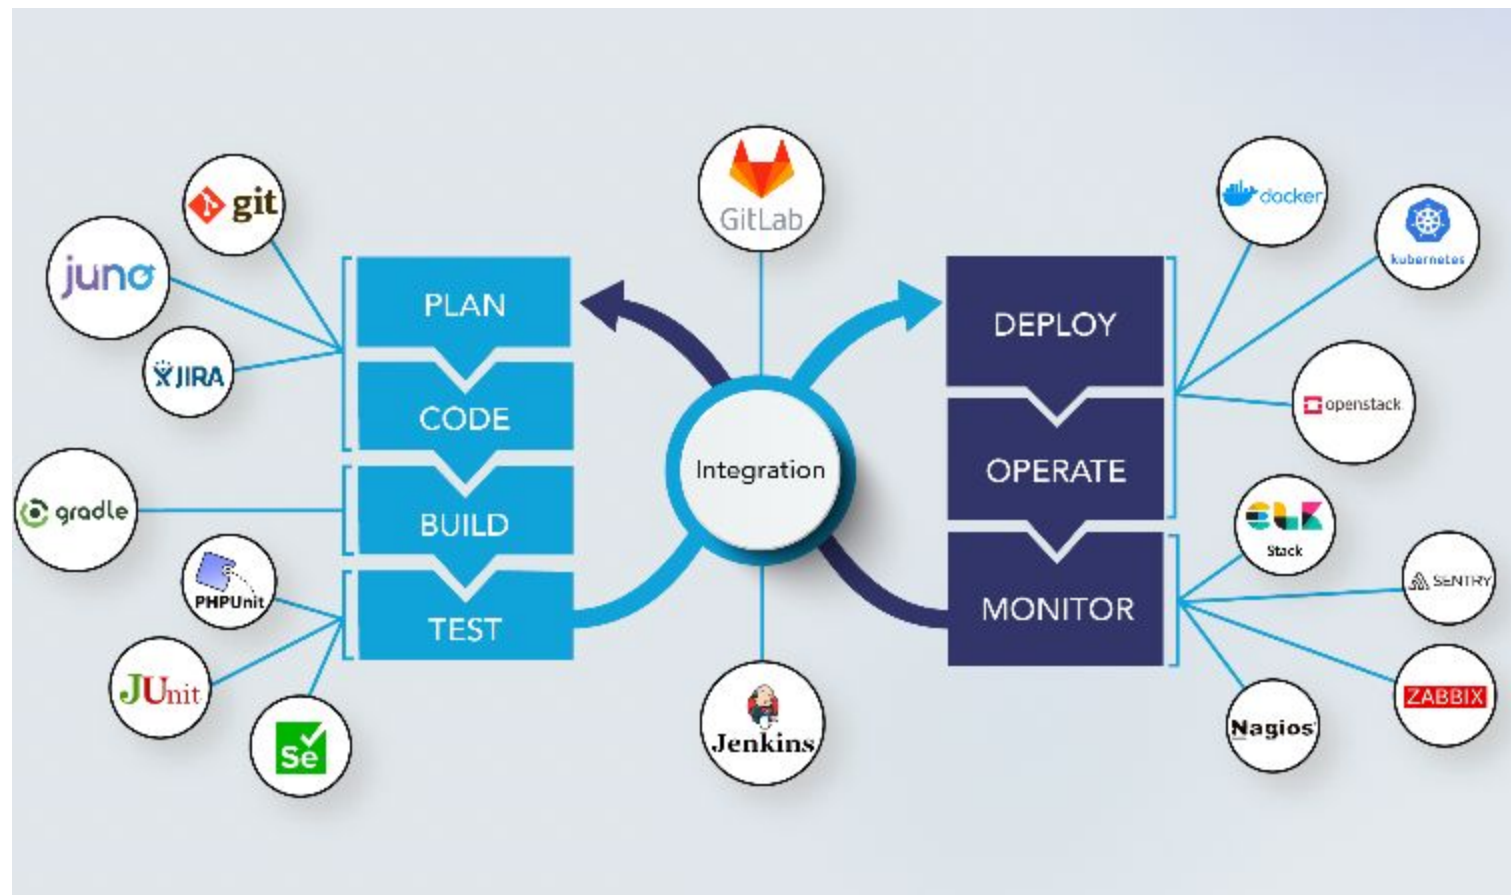 git
juno
JIRA
gradle
PHPUnit
JUnit
Se
PLAN
CODE
BUILD
TEST
GitLab
Integration
Jenkins
DEPLOY
OPERATE
MONITOR
docker
kubernetes
openstack
ELK
Stack
SENTRY
ZABBIX
Nagios®